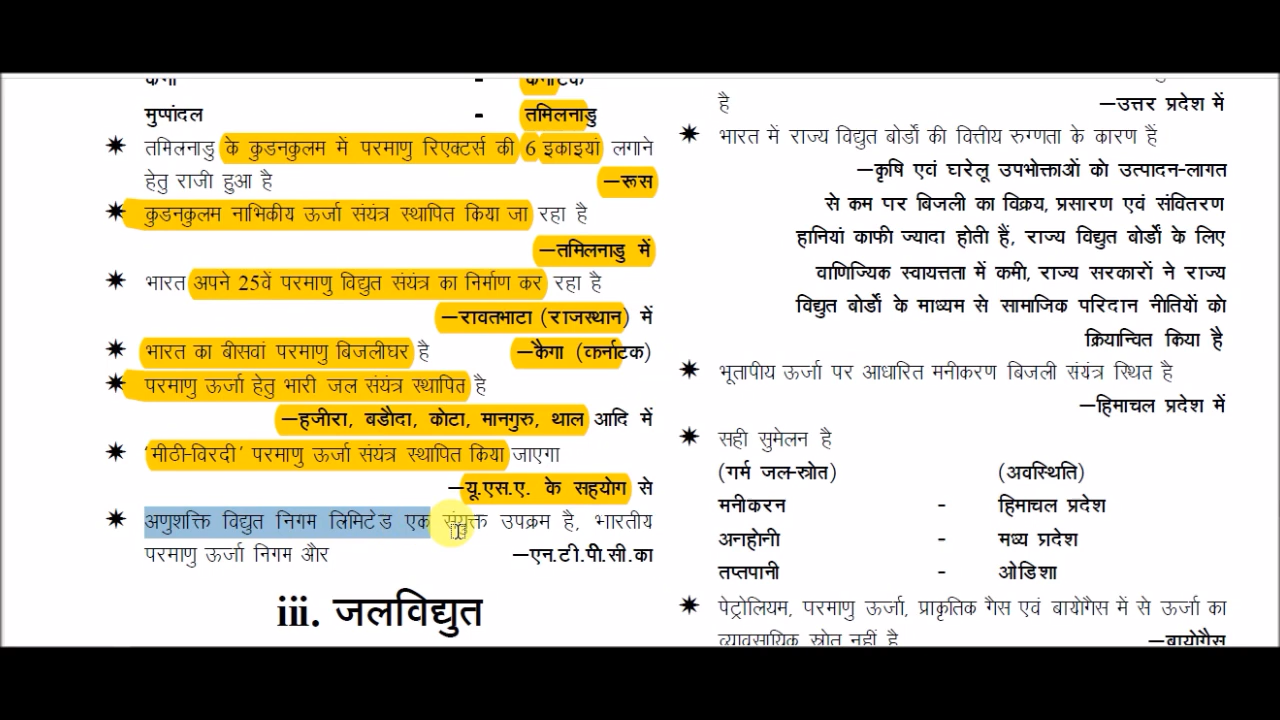 कैगा - कर्नाटक
मुप्पांदल - तमिलनाडु
✷ तमिलनाडु के कुडनकुलम में परमाणु रिएक्टर्स की 6 इकाइयां लगाने
हेतु राजी हुआ है –रूस
✷ कुडनकुलम नाभिकीय ऊर्जा संयंत्र स्थापित किया जा रहा है
–तमिलनाडु में
✷ भारत अपने 25वें परमाणु विद्युत संयंत्र का निर्माण कर रहा है
–रावतभाटा (राजस्थान) में
✷ भारत का बीसवां परमाणु बिजलीघर है –कैगा (कर्नाटक)
✷ परमाणु ऊर्जा हेतु भारी जल संयंत्र स्थापित है
–हजीरा, वडौदा, कोटा, मानगुरु, थाल आदि में
✷ 'मीठी-विरदी' परमाणु ऊर्जा संयंत्र स्थापित किया जाएगा
–यू.एस.ए. के सहयोग से
✷ अणुशक्ति विद्युत निगम लिमिटेड एक संयुक्त उपक्रम है, भारतीय
परमाणु ऊर्जा निगम और –एन.टी.पी.सी.का
iii. जलविद्युत
है –उत्तर प्रदेश में
✷ भारत में राज्य विद्युत बोर्डों की वित्तीय रुग्णता के कारण हैं
–कृषि एवं घरेलू उपभोक्ताओं को उत्पादन-लागत
से कम पर बिजली का विक्रय, प्रसारण एवं संवितरण
हानियां काफी ज्यादा होती हैं, राज्य विद्युत बोर्डों के लिए
वाणिज्यिक स्वायत्तता में कमी, राज्य सरकारों ने राज्य
विद्युत बोर्डों के माध्यम से सामाजिक परिदान नीतियों को
क्रियान्वित किया है
✷ भूतापीय ऊर्जा पर आधारित मनीकरण बिजली संयंत्र स्थित है
–हिमाचल प्रदेश में
✷ सही सुमेलन है
(गर्म जल-स्रोत) (अवस्थिति)
मनीकरन - हिमाचल प्रदेश
अनहोनी - मध्य प्रदेश
तप्तपानी - ओडिशा
✷ पेट्रोलियम, परमाणु ऊर्जा, प्राकृतिक गैस एवं बायोगैस में से ऊर्जा का
व्यावसायिक स्रोत नहीं है –बायोगैस